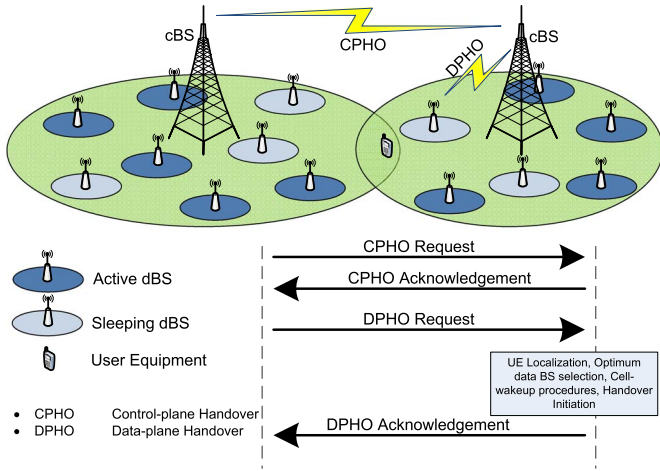 cBS
CPHO
cBS
DPHO
CPHO Request
CPHO Acknowledgement
Active dBS
Sleeping dBS
DPHO Request
User Equipment
UE Localization, Optimum
data BS selection, Cell-
wakeup procedures, Handover
Initiation
• CPHO Control-plane Handover
• DPHO Data-plane Handover
DPHO Acknowledgement